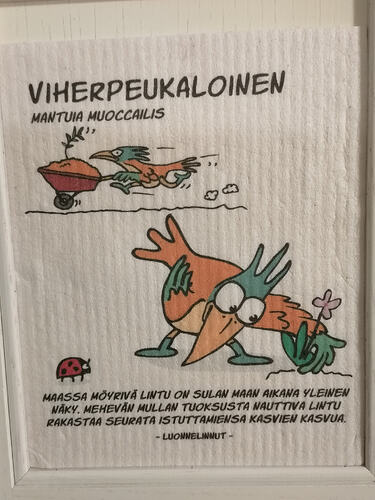 VIHERPEUKALOINEN
MANTUIA MUOCCAILIS
MAASSA MÖYRIVÄ LINTU ON SULAN MAAN AIKANA YLEINEN
NÄKY. MEHEVÄN MULLAN TUOKSUSTA NAUTTIVA LINTU
RAKASTAA SEURATA ISTUTTAMIENSA KASVIEN KASVUA.
- LUONNELINNUT -